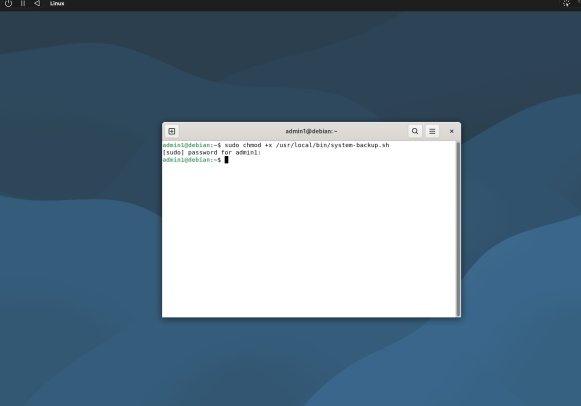 Linux
admin1@debian: ~
admin1@debian:~$ sudo chmod +x /usr/local/bin/system-backup.sh
[sudo] password for admin1:
admin1@debian:~$